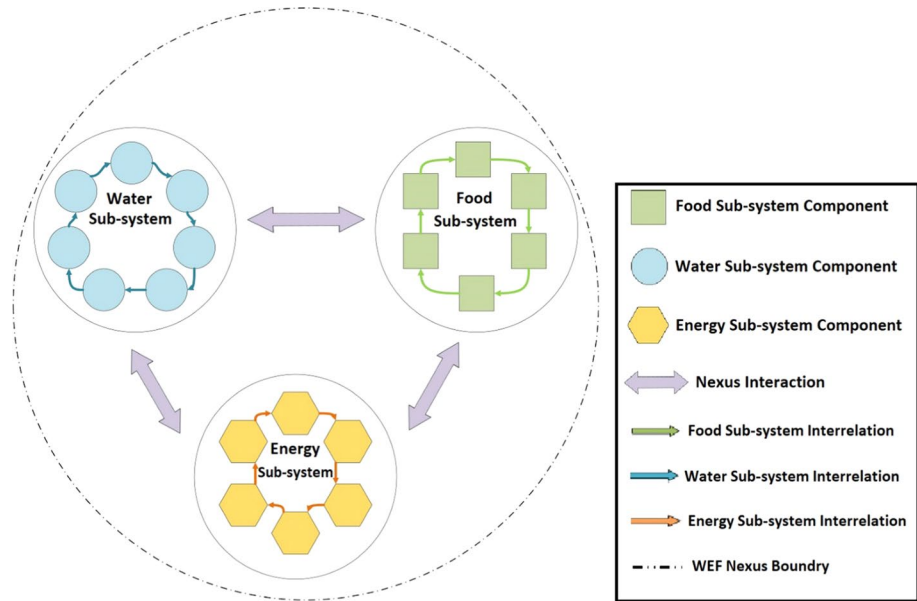 Water
Sub-system
Food
Sub-system
Energy
Sub-system
Food Sub-system Component
Water Sub-system Component
Energy Sub-system Component
Nexus Interaction
Food Sub-system Interrelation
Water Sub-system Interrelation
Energy Sub-system Interrelation
WEF Nexus Boundry